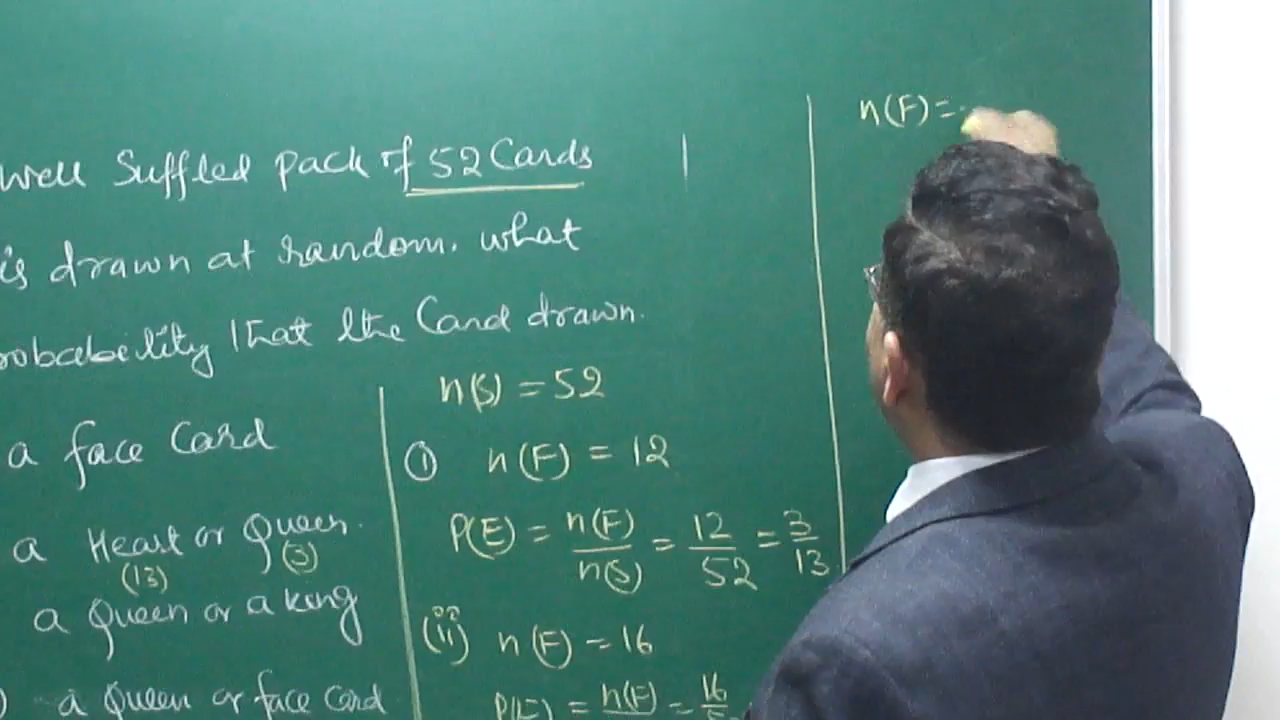 well Suffled pack of 52 Cards
is drawn at random. what
robabelity that the Card drawn.
a face Card
a Heart or Queen.
(13) (3)
a Queen or a king
a Queen or face Card
n(S) = 52
(1) n(F) = 12
P(E) = n(F)/n(S) = 12/52 = 3/13
(ii) n(F) = 16
P(E) = n(F) = 16
n(F) =